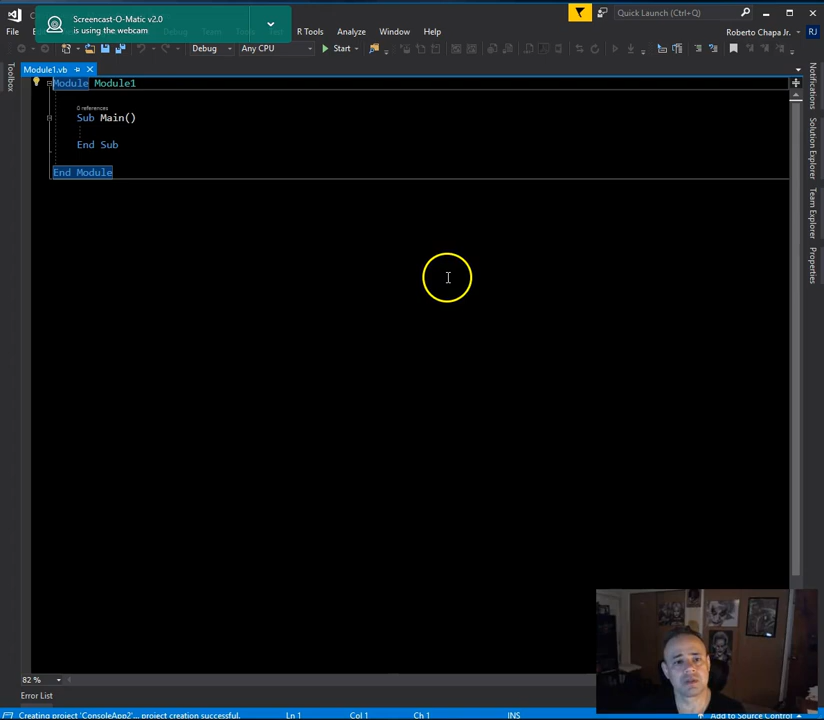 Screencast-O-Matic v2.0
is using the webcam
Quick Launch (Ctrl+Q)
File
R Tools
Analyze
Window
Help
Roberto Chapa Jr.
RJ
Debug
Any CPU
Start
Toolbox
Module1.vb
Notifications
Solution Explorer
Team Explorer
Properties
Module Module1
0 references
Sub Main()
End Sub
End Module
82 %
Error List
Creating project 'ConsoleApp2'... project creation successful.
Ln 1
Col 1
Ch 1
INS
Add to Source Control